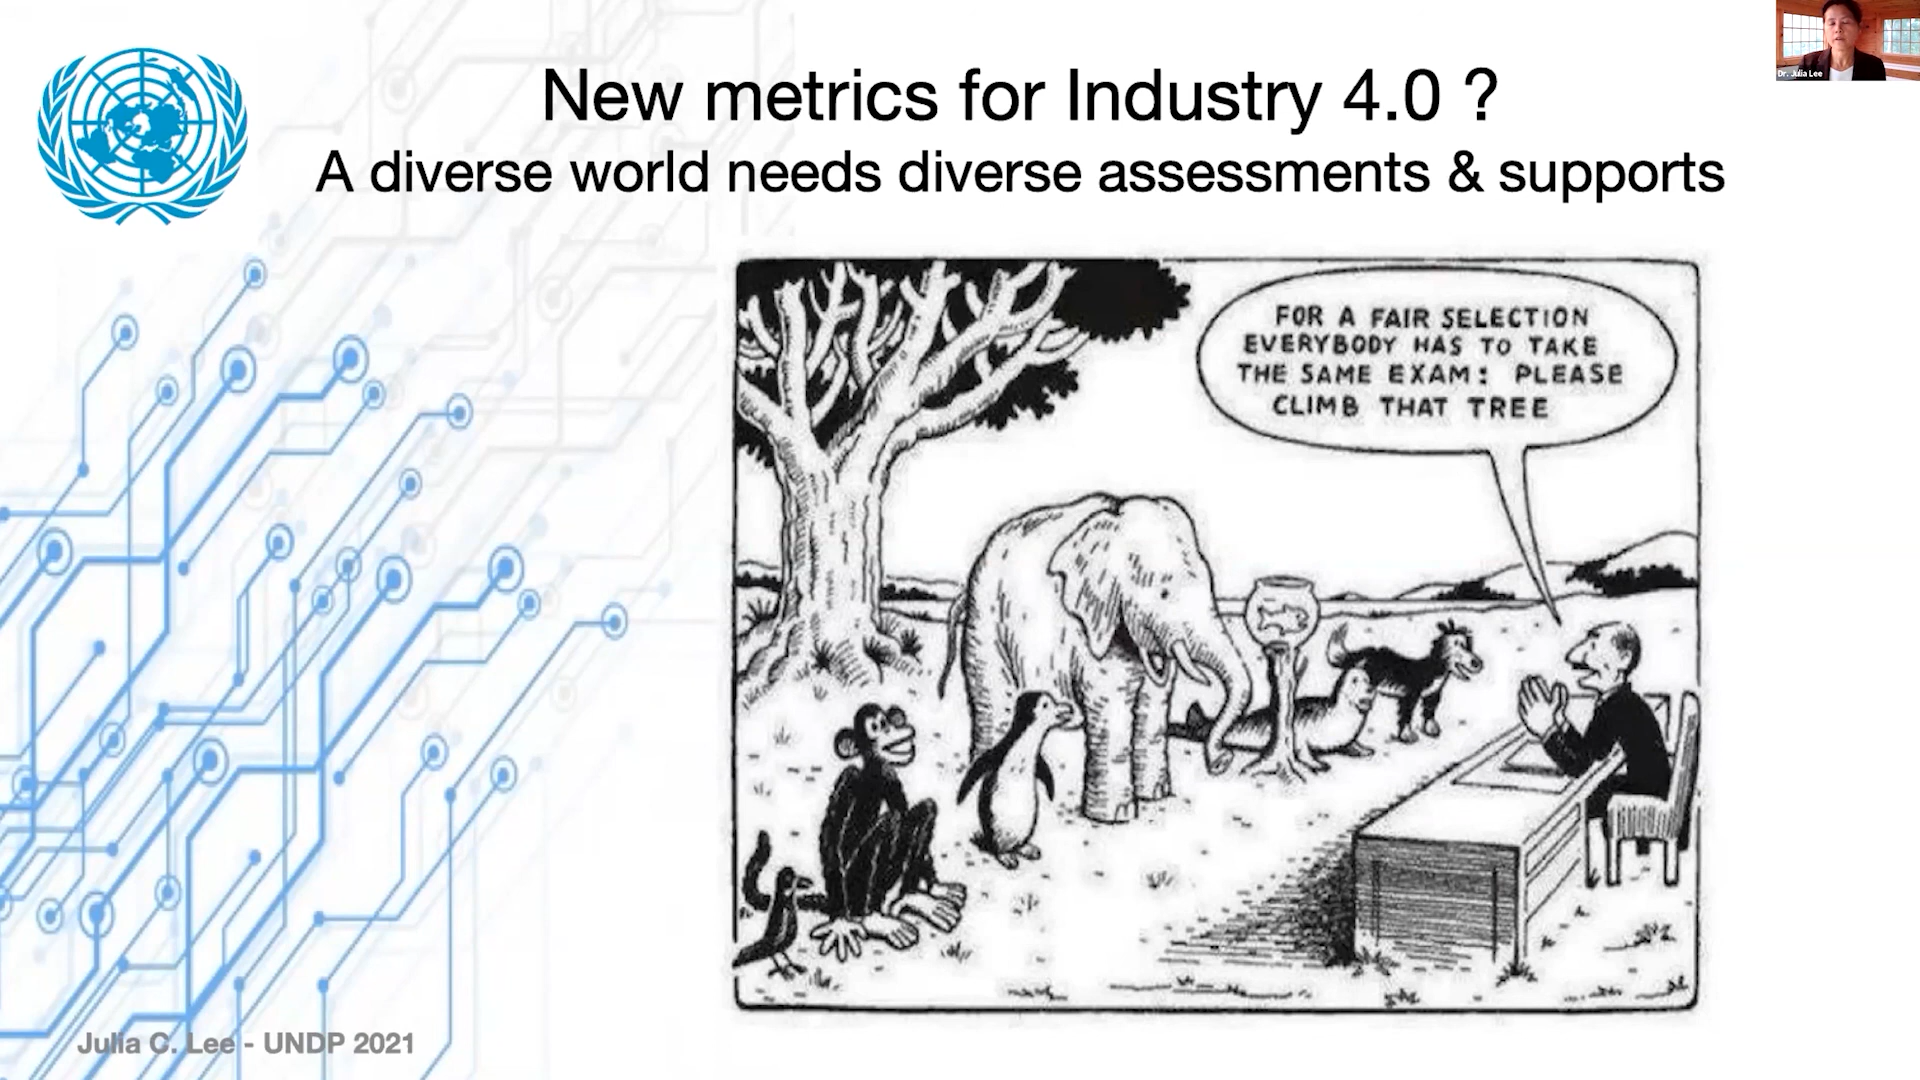 New metrics for Industry 4.0 ?
A diverse world needs diverse assessments & supports
Dr. Julia Lee
FOR A FAIR SELECTION
EVERYBODY HAS TO TAKE
THE SAME EXAM: PLEASE
CLIMB THAT TREE
Julia C. Lee - UNDP 2021